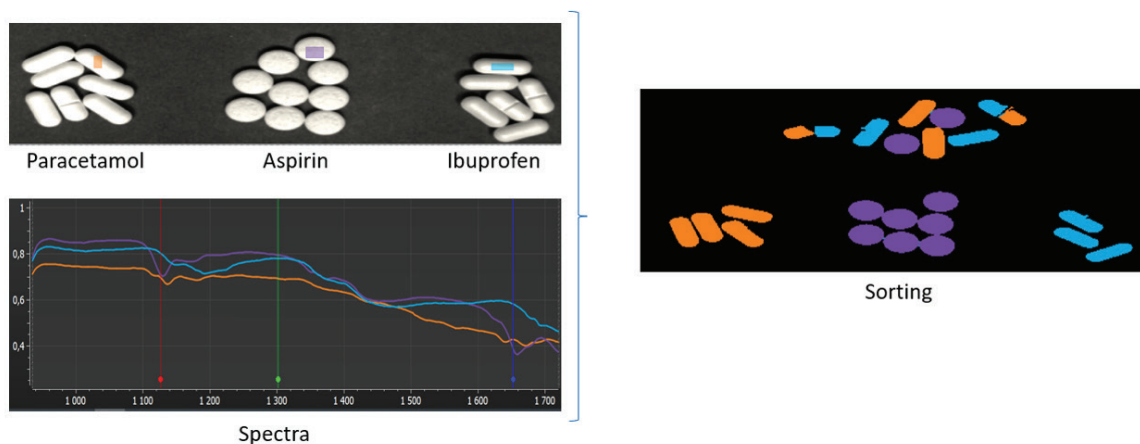 Paracetamol
Aspirin
Ibuprofen
1
0,8
0,6
0,4
1 000
1 100
1 200
1 300
1 400
1 500
1 600
1 700
Spectra
Sorting